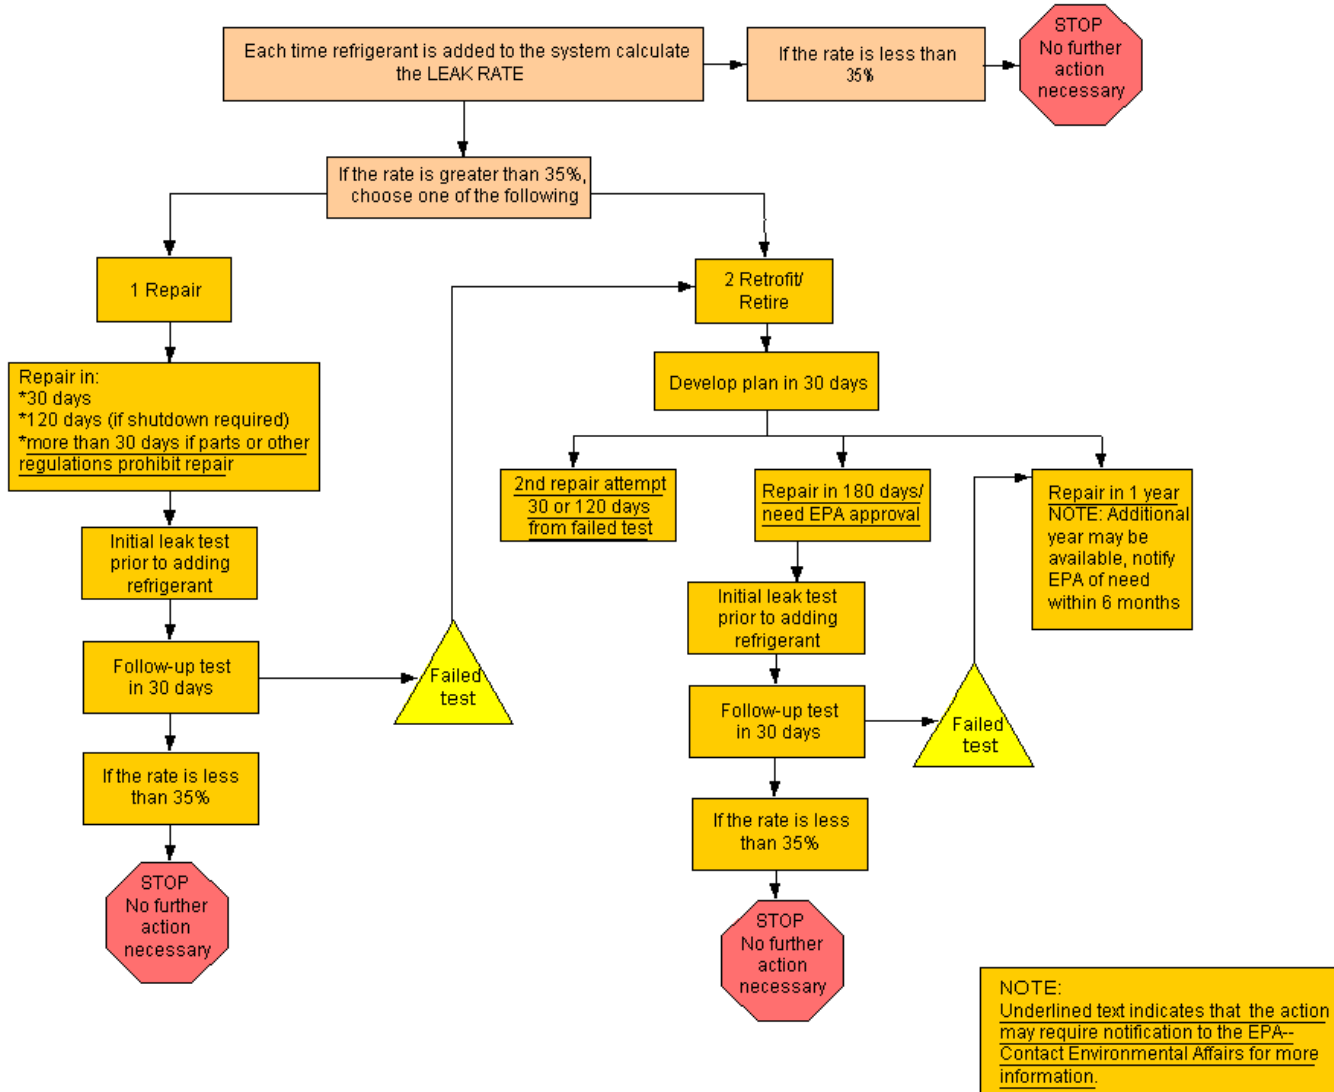 Each time refrigerant is added to the system calculate
the LEAK RATE
If the rate is less than
35%
STOP
No further
action
necessary
If the rate is greater than 35%,
choose one of the following
1 Repair
2 Retrofit/
Retire
Repair in:
*30 days
*120 days (if shutdown required)
*more than 30 days if parts or other
regulations prohibit repair
Develop plan in 30 days
2nd repair attempt
30 or 120 days
from failed test
Repair in 180 days/
need EPA approval
Repair in 1 year
NOTE: Additional
year may be
available, notify
EPA of need
within 6 months
Initial leak test
prior to adding
refrigerant
Initial leak test
prior to adding
refrigerant
Follow-up test
in 30 days
Failed
test
Follow-up test
in 30 days
Failed
test
If the rate is less
than 35%
If the rate is less
than 35%
STOP
No further
action
necessary
STOP
No further
action
necessary
NOTE:
Underlined text indicates that the action
may require notification to the EPA--
Contact Environmental Affairs for more
information.